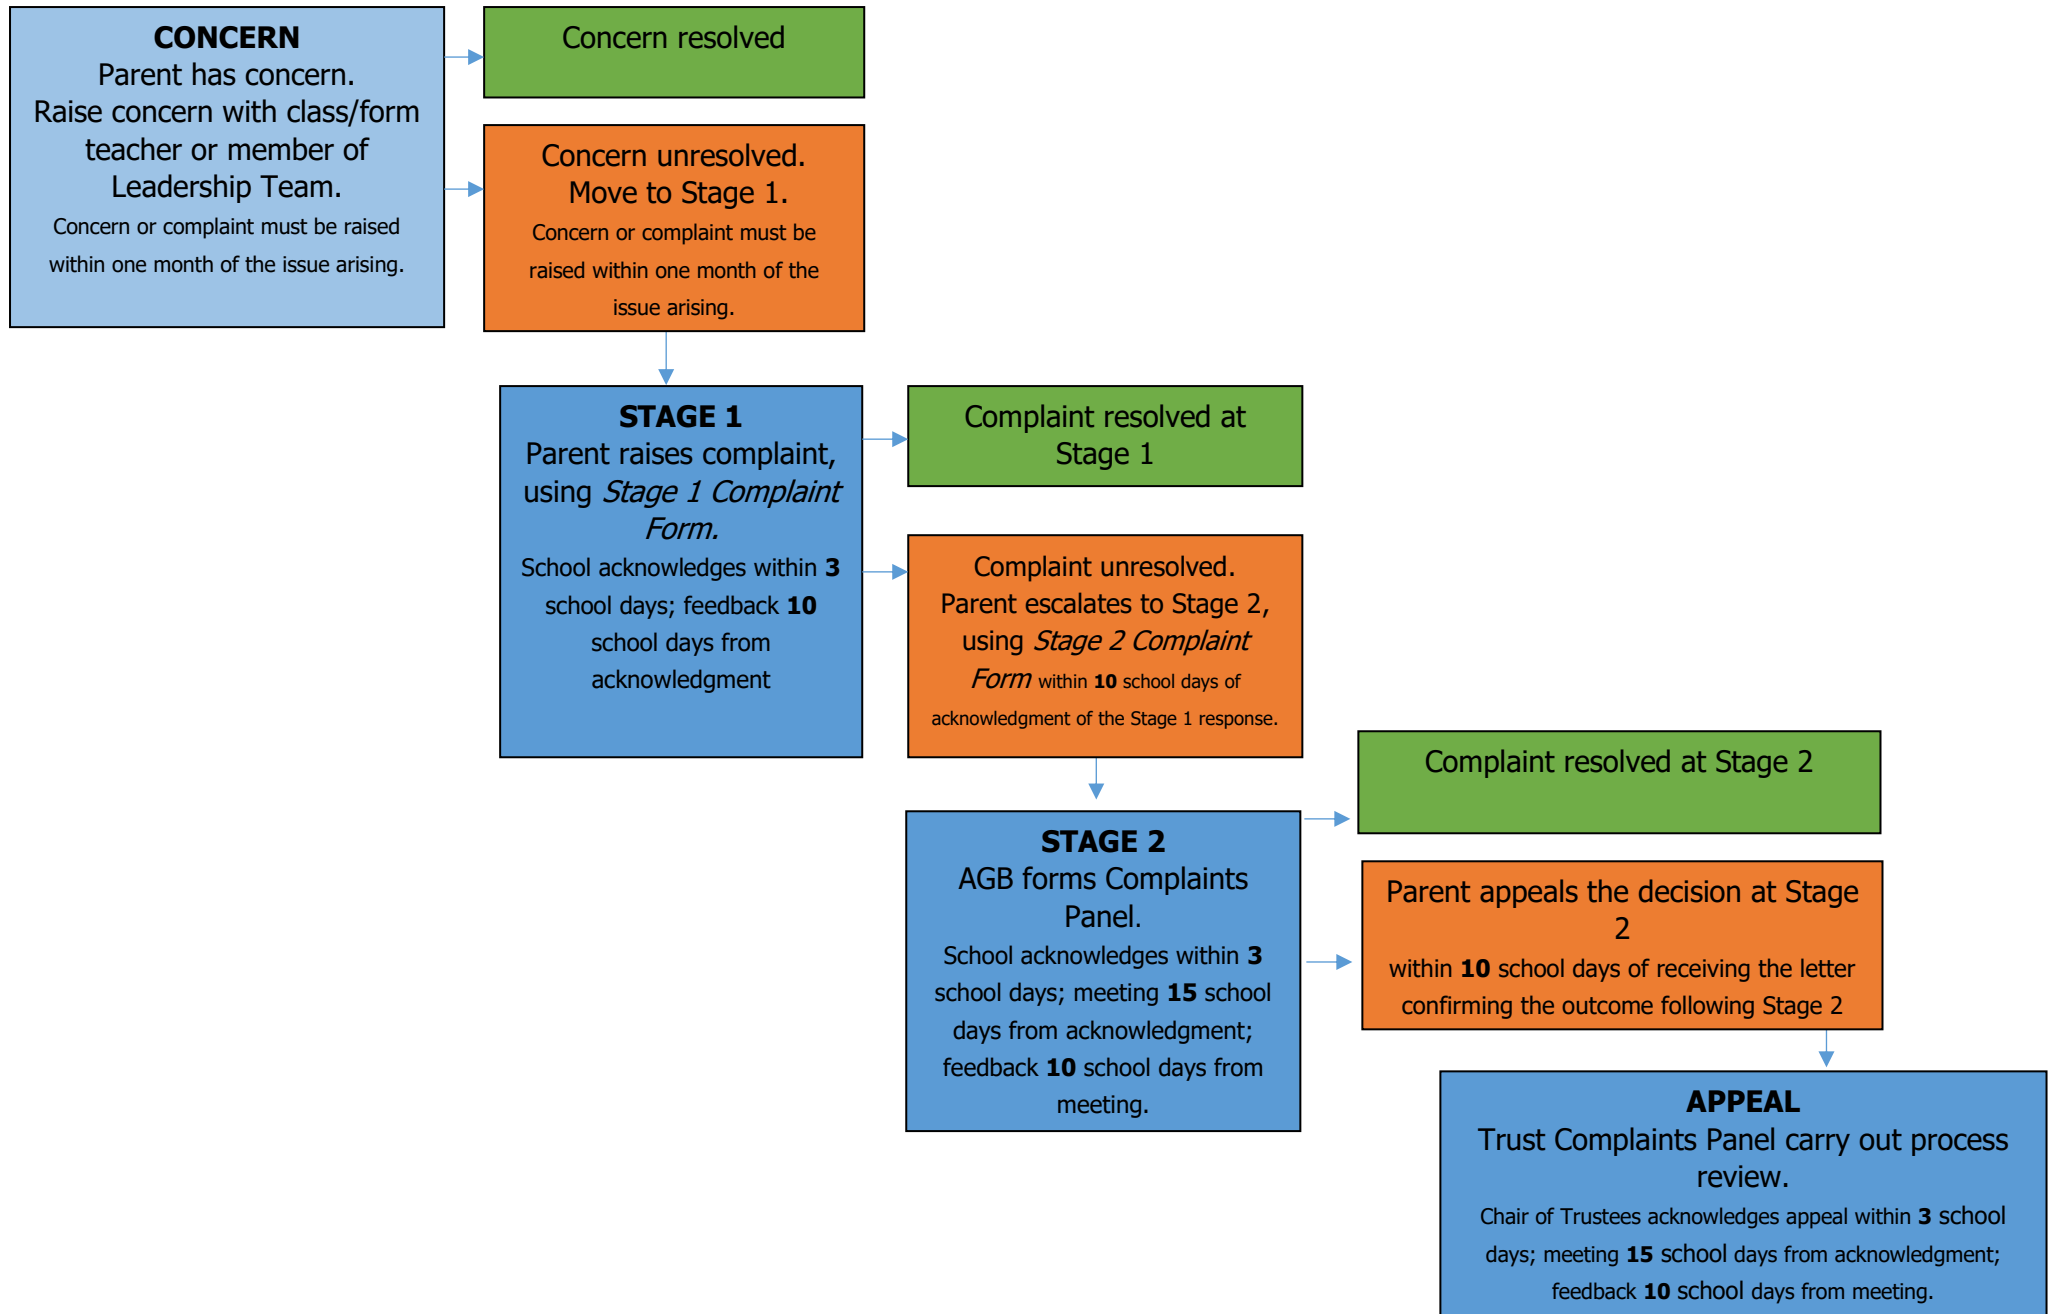 CONCERN
Parent has concern.
Raise concern with class/form
teacher or member of
Leadership Team.
Concern or complaint must be raised
within one month of the issue arising.
Concern resolved
Concern unresolved.
Move to Stage 1.
Concern or complaint must be
raised within one month of the
issue arising.
STAGE 1
Parent raises complaint,
using Stage 1 Complaint
Form.
School acknowledges within 3
school days; feedback 10
school days from
acknowledgment
Complaint resolved at
Stage 1
Complaint unresolved.
Parent escalates to Stage 2,
using Stage 2 Complaint
Form within 10 school days of
acknowledgment of the Stage 1 response.
STAGE 2
AGB forms Complaints
Panel.
School acknowledges within 3
school days; meeting 15 school
days from acknowledgment;
feedback 10 school days from
meeting.
Complaint resolved at Stage 2
Parent appeals the decision at Stage
2
within 10 school days of receiving the letter
confirming the outcome following Stage 2
APPEAL
Trust Complaints Panel carry out process
review.
Chair of Trustees acknowledges appeal within 3 school
days; meeting 15 school days from acknowledgment;
feedback 10 school days from meeting.